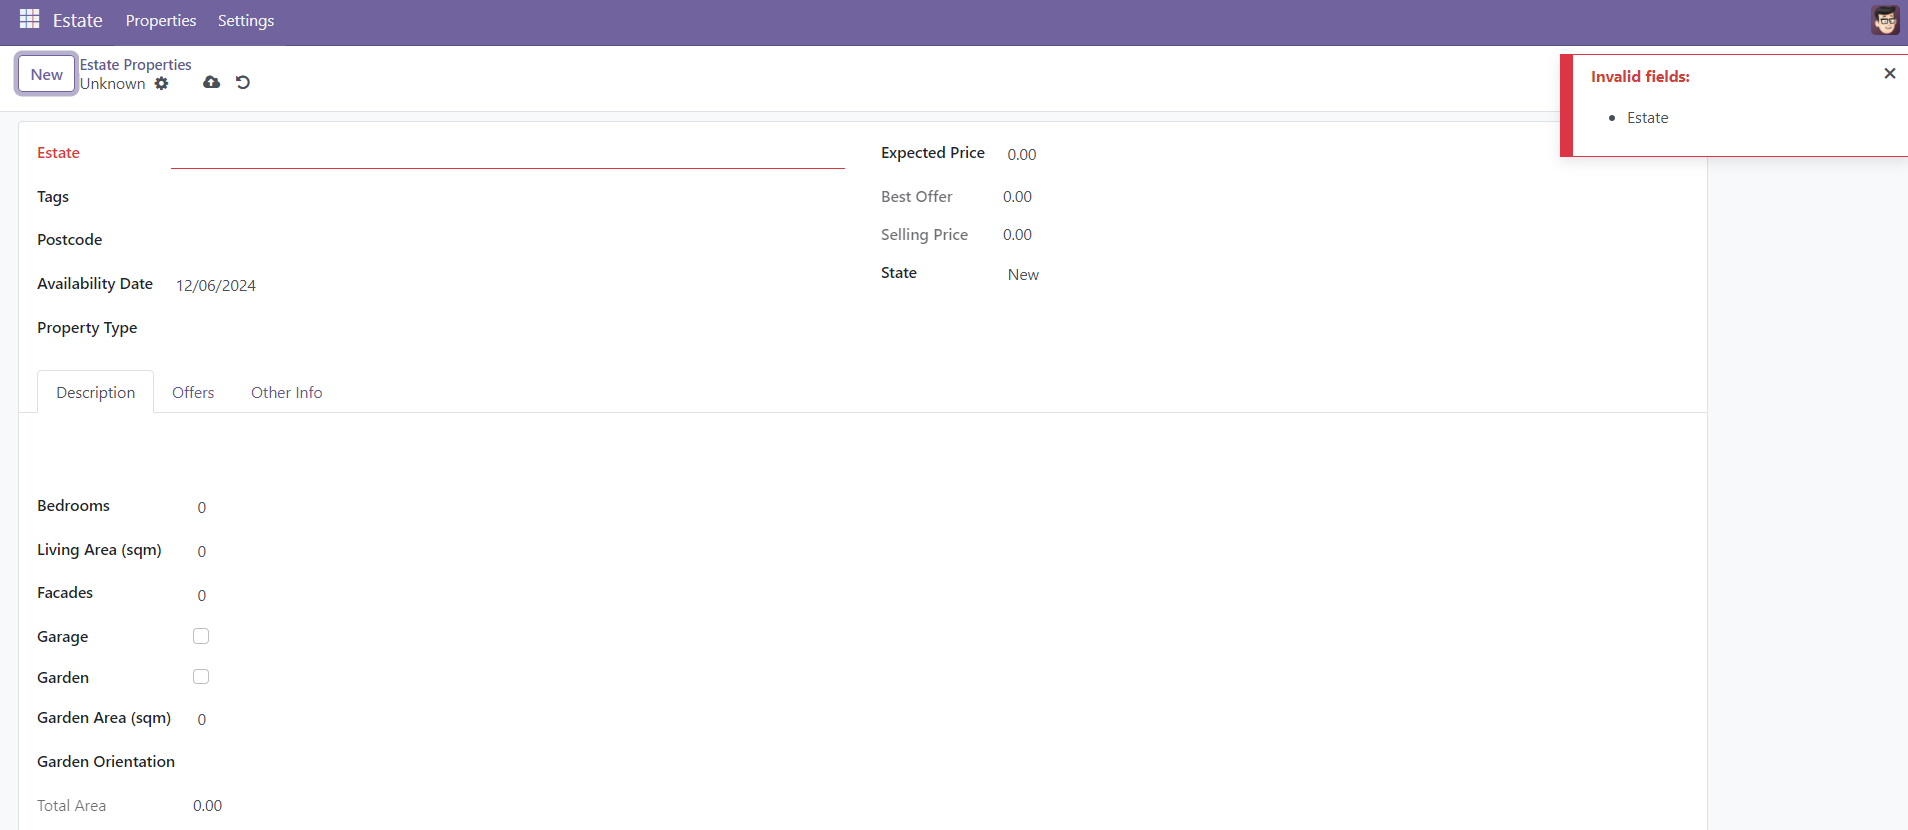 Estate Properties Settings
New
Estate Properties
Unknown
Invalid fields:
Estate
Estate
Tags
Postcode
Availability Date 12/06/2024
Property Type
Expected Price 0.00
Best Offer 0.00
Selling Price 0.00
State New
Description Offers Other Info
Bedrooms 0
Living Area (sqm) 0
Facades 0
Garage
Garden
Garden Area (sqm) 0
Garden Orientation
Total Area 0.00